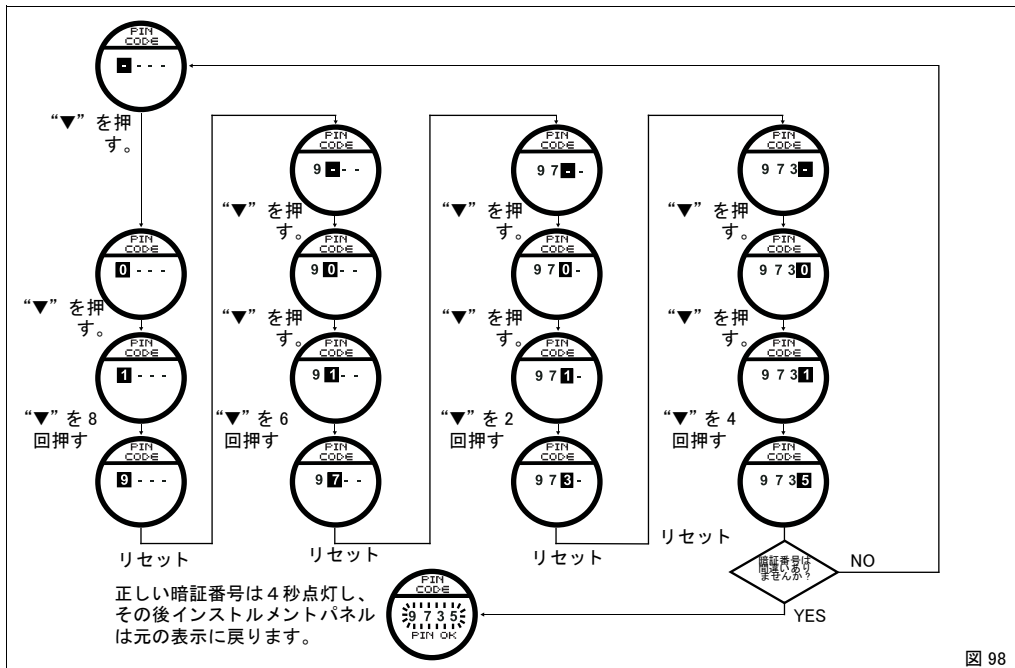 PIN
CODE
- - - -
“▼” を押
す。
PIN
CODE
0 - - -
“▼” を押
す。
PIN
CODE
1 - - -
“▼” を 8
回押す
PIN
CODE
9 - - -
リセット
PIN
CODE
9 - - -
“▼” を押
す。
PIN
CODE
9 0 - -
“▼” を押
す。
PIN
CODE
9 1 - -
“▼” を 6
回押す
PIN
CODE
9 7 - -
リセット
PIN
CODE
9 7 - -
“▼” を押
す。
PIN
CODE
9 7 0 -
“▼” を押
す。
PIN
CODE
9 7 1 -
“▼” を 2
回押す
PIN
CODE
9 7 3 -
リセット
PIN
CODE
9 7 3 -
“▼” を押
す。
PIN
CODE
9 7 3 0
“▼” を押
す。
PIN
CODE
9 7 3 1
“▼” を 4
回押す
PIN
CODE
9 7 3 5
リセット
暗証番号は
間違いあり
ませんか？
NO
YES
PIN
CODE
9 7 3 5
PIN OK
正しい暗証番号は４秒点灯し、
その後インストルメントパネル
は元の表示に戻ります。
図 98